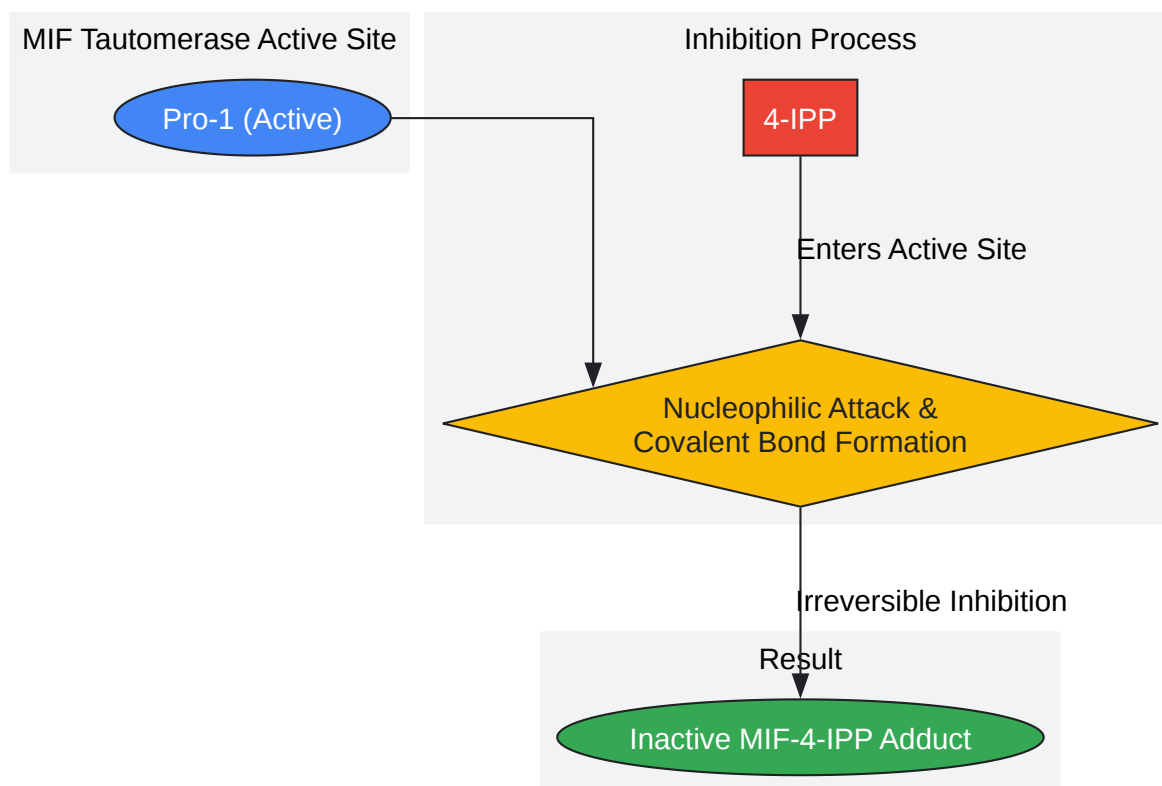 MIF Tautomerase Active Site
Inhibition Process
Pro-1 (Active)
4-IPP
Enters Active Site
Nucleophilic Attack &
Covalent Bond Formation
Irreversible Inhibition
Result
Inactive MIF-4-IPP Adduct